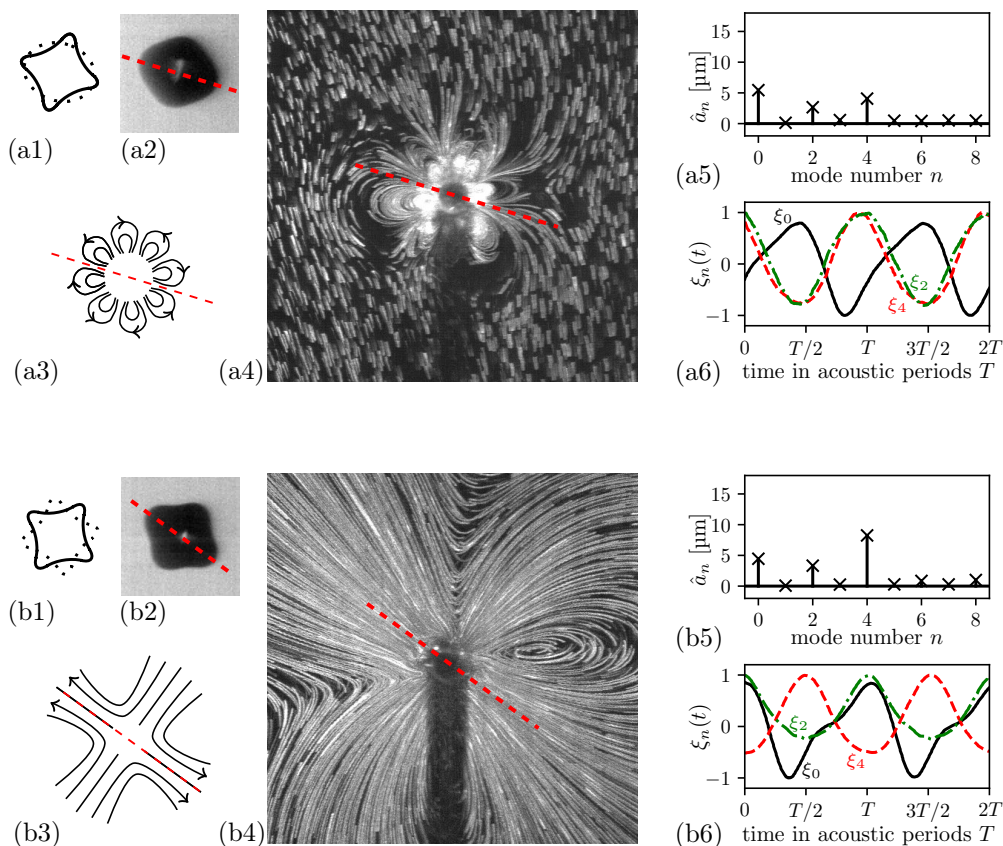 (a1)
(a2)
(a3)
(a4)
15
10
5
0
â_n [µm]
0 2 4 6 8
mode number n
(a5)
1
0
−1
ξ_n(t)
ξ_0
ξ_2
ξ_4
0 T/2 T 3T/2 2T
time in acoustic periods T
(a6)
(b1)
(b2)
(b3)
(b4)
15
10
5
0
â_n [µm]
0 2 4 6 8
mode number n
(b5)
1
0
−1
ξ_n(t)
ξ_2
ξ_0
ξ_4
0 T/2 T 3T/2 2T
time in acoustic periods T
(b6)